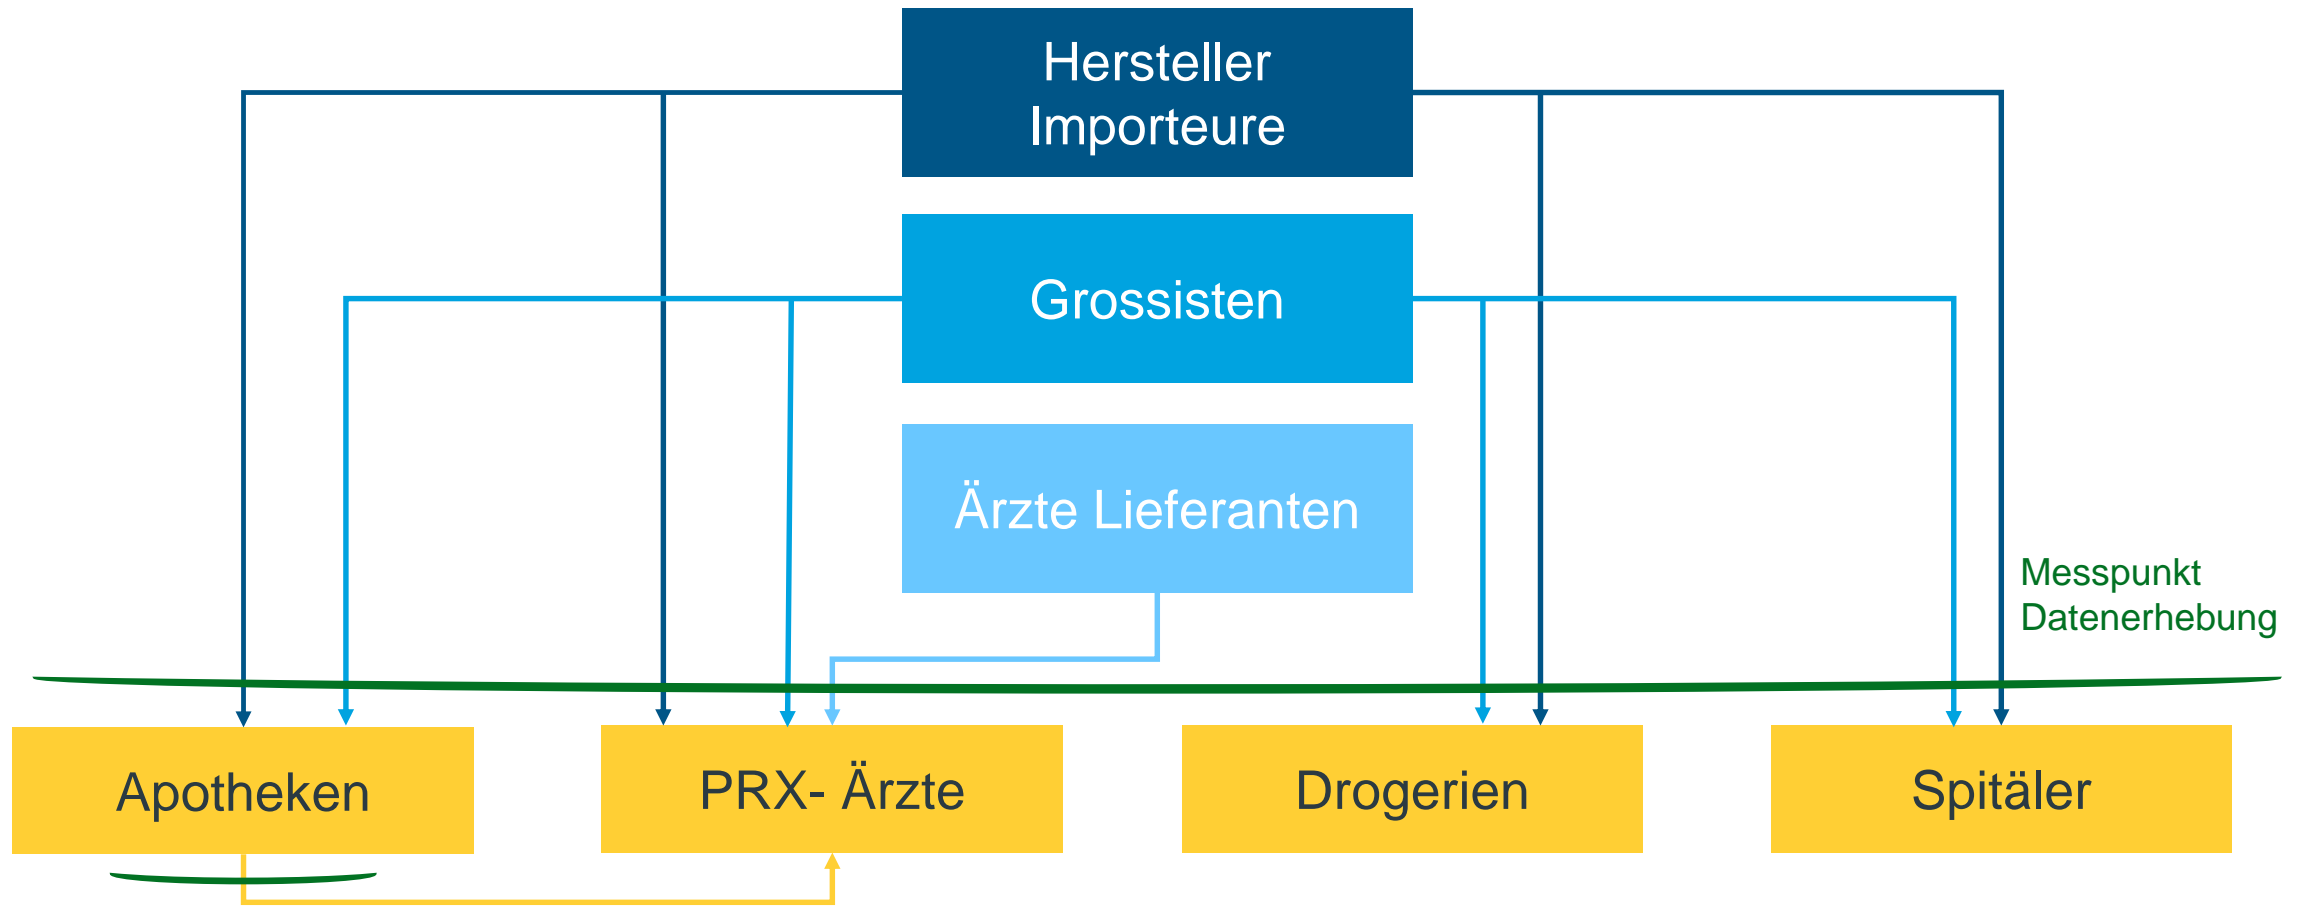 Hersteller
Importeure
Grossisten
Ärzte Lieferanten
Messpunkt
Datenerhebung
Apotheken
PRX- Ärzte
Drogerien
Spitäler